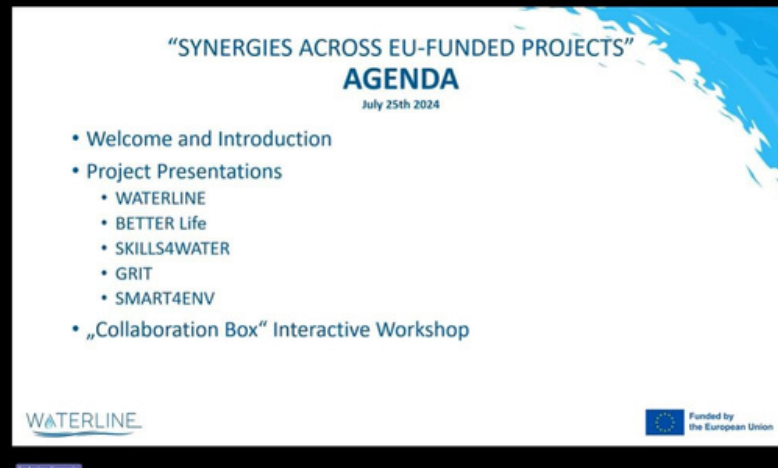 “SYNERGIES ACROSS EU-FUNDED PROJECTS”
AGENDA
July 25th 2024
• Welcome and Introduction
• Project Presentations
• WATERLINE
• BETTER Life
• SKILLS4WATER
• GRIT
• SMART4ENV
• „Collaboration Box“ Interactive Workshop
WATERLINE
Funded by
the European Union